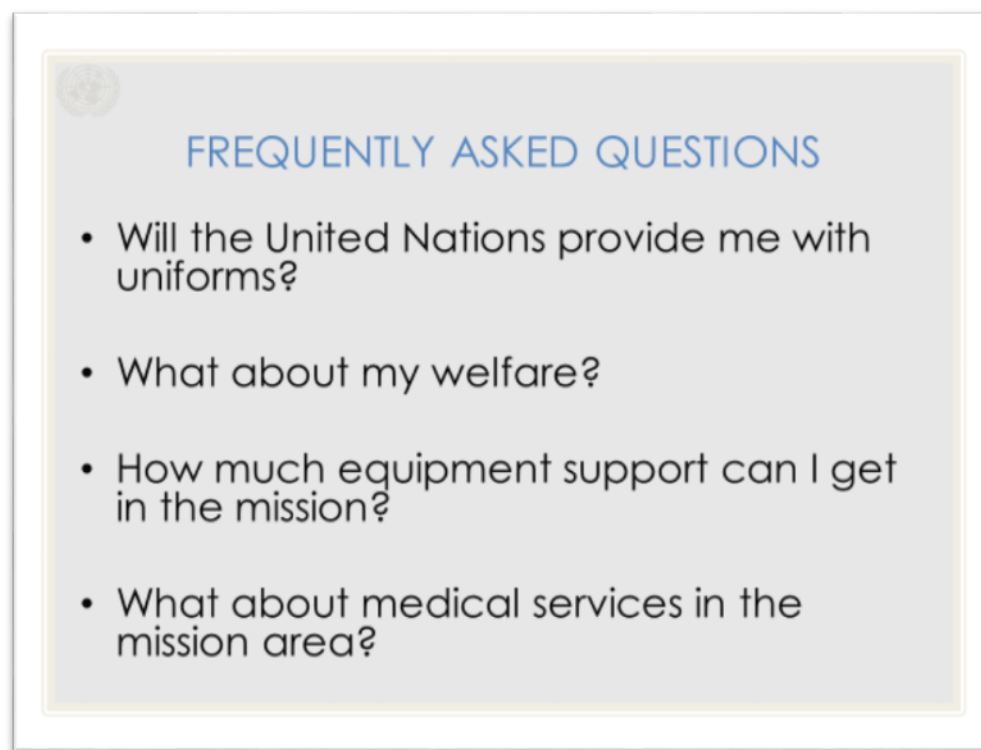 FREQUENTLY ASKED QUESTIONS
• Will the United Nations provide me with
uniforms?
• What about my welfare?
• How much equipment support can I get
in the mission?
• What about medical services in the
mission area?